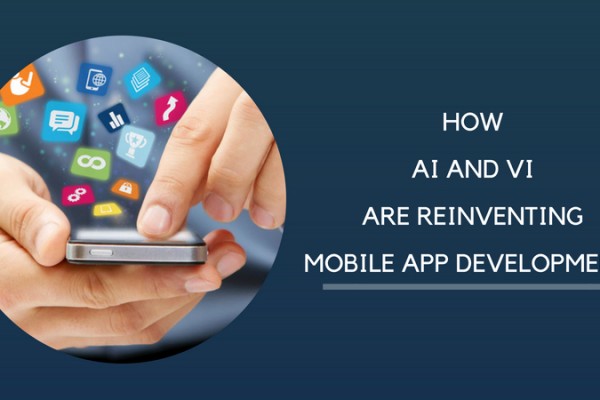 HOW
AI AND VI
ARE REINVENTING
MOBILE APP DEVELOPME